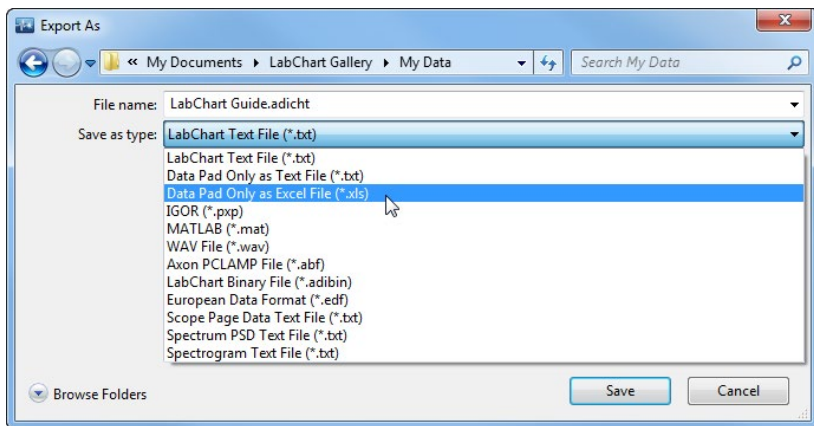 Export As
« My Documents LabChart Gallery My Data
Search My Data
File name: LabChart Guide.adicht
Save as type: LabChart Text File (*.txt)
LabChart Text File (*.txt)
Data Pad Only as Text File (*.txt)
Data Pad Only as Excel File (*.xls)
IGOR (*.pxp)
MATLAB (*.mat)
WAV File (*.wav)
Axon PCLAMP File (*.abf)
LabChart Binary File (*.adibin)
European Data Format (*.edf)
Scope Page Data Text File (*.txt)
Spectrum PSD Text File (*.txt)
Spectrogram Text File (*.txt)
Browse Folders
Save
Cancel